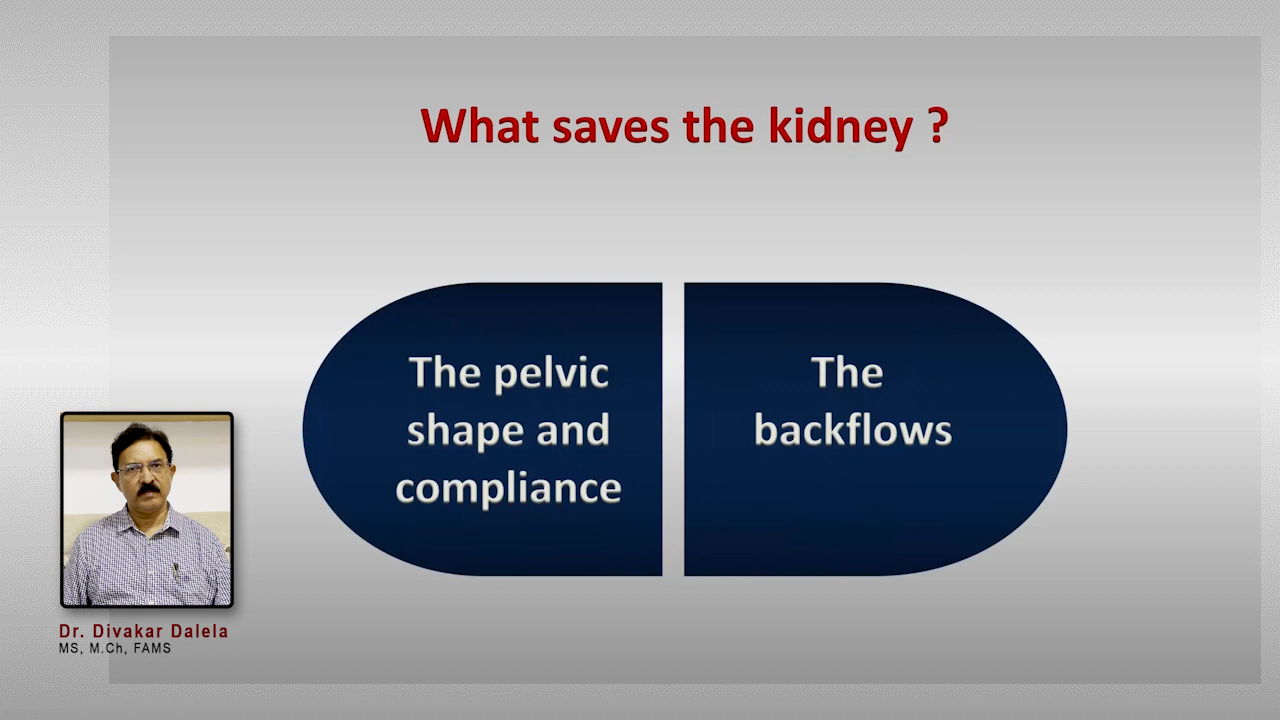 What saves the kidney ?
The pelvic
shape and
compliance
The
backflows
Dr. Divakar Dalela
MS, M.Ch, FAMS